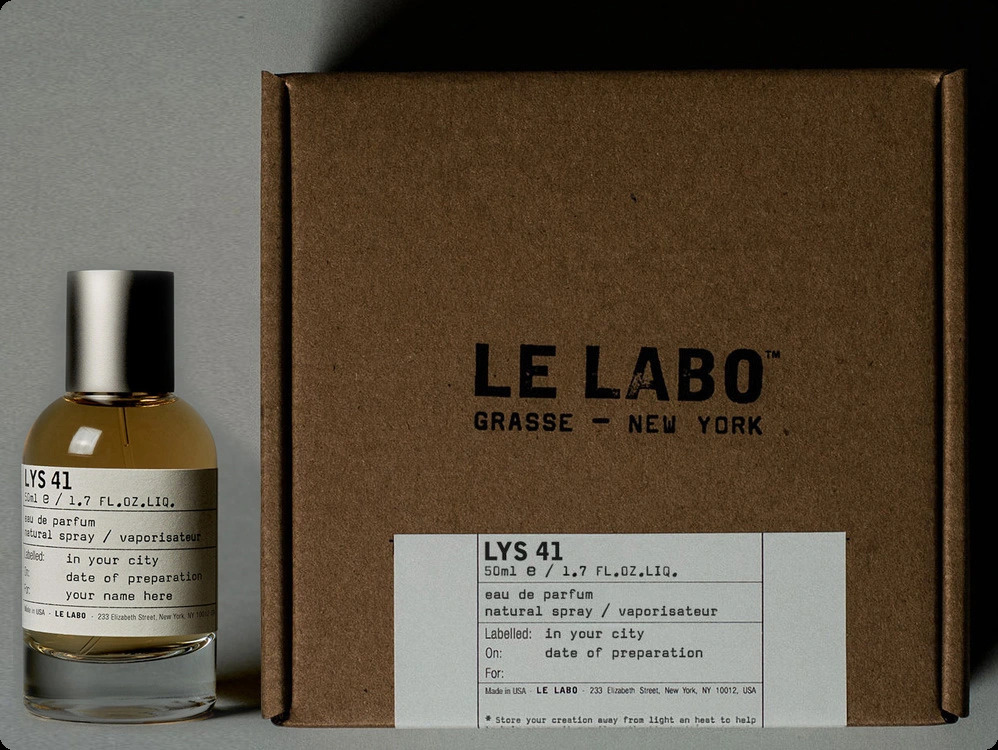 LE LABO™
GRASSE — NEW YORK
LYS 41
50ml e / 1.7 FL.OZ.LIQ.
eau de parfum
natural spray / vaporisateur
Labelled: in your city
On: date of preparation
For: your name here
Made in USA · LE LABO · 233 Elizabeth Street, New York, NY
LYS 41
50ml e / 1.7 FL.OZ.LIQ.
eau de parfum
natural spray / vaporisateur
Labelled: in your city
On: date of preparation
For:
Made in USA · LE LABO · 233 Elizabeth Street, New York, NY 10012, USA
* Store your creation away from light an heat to help